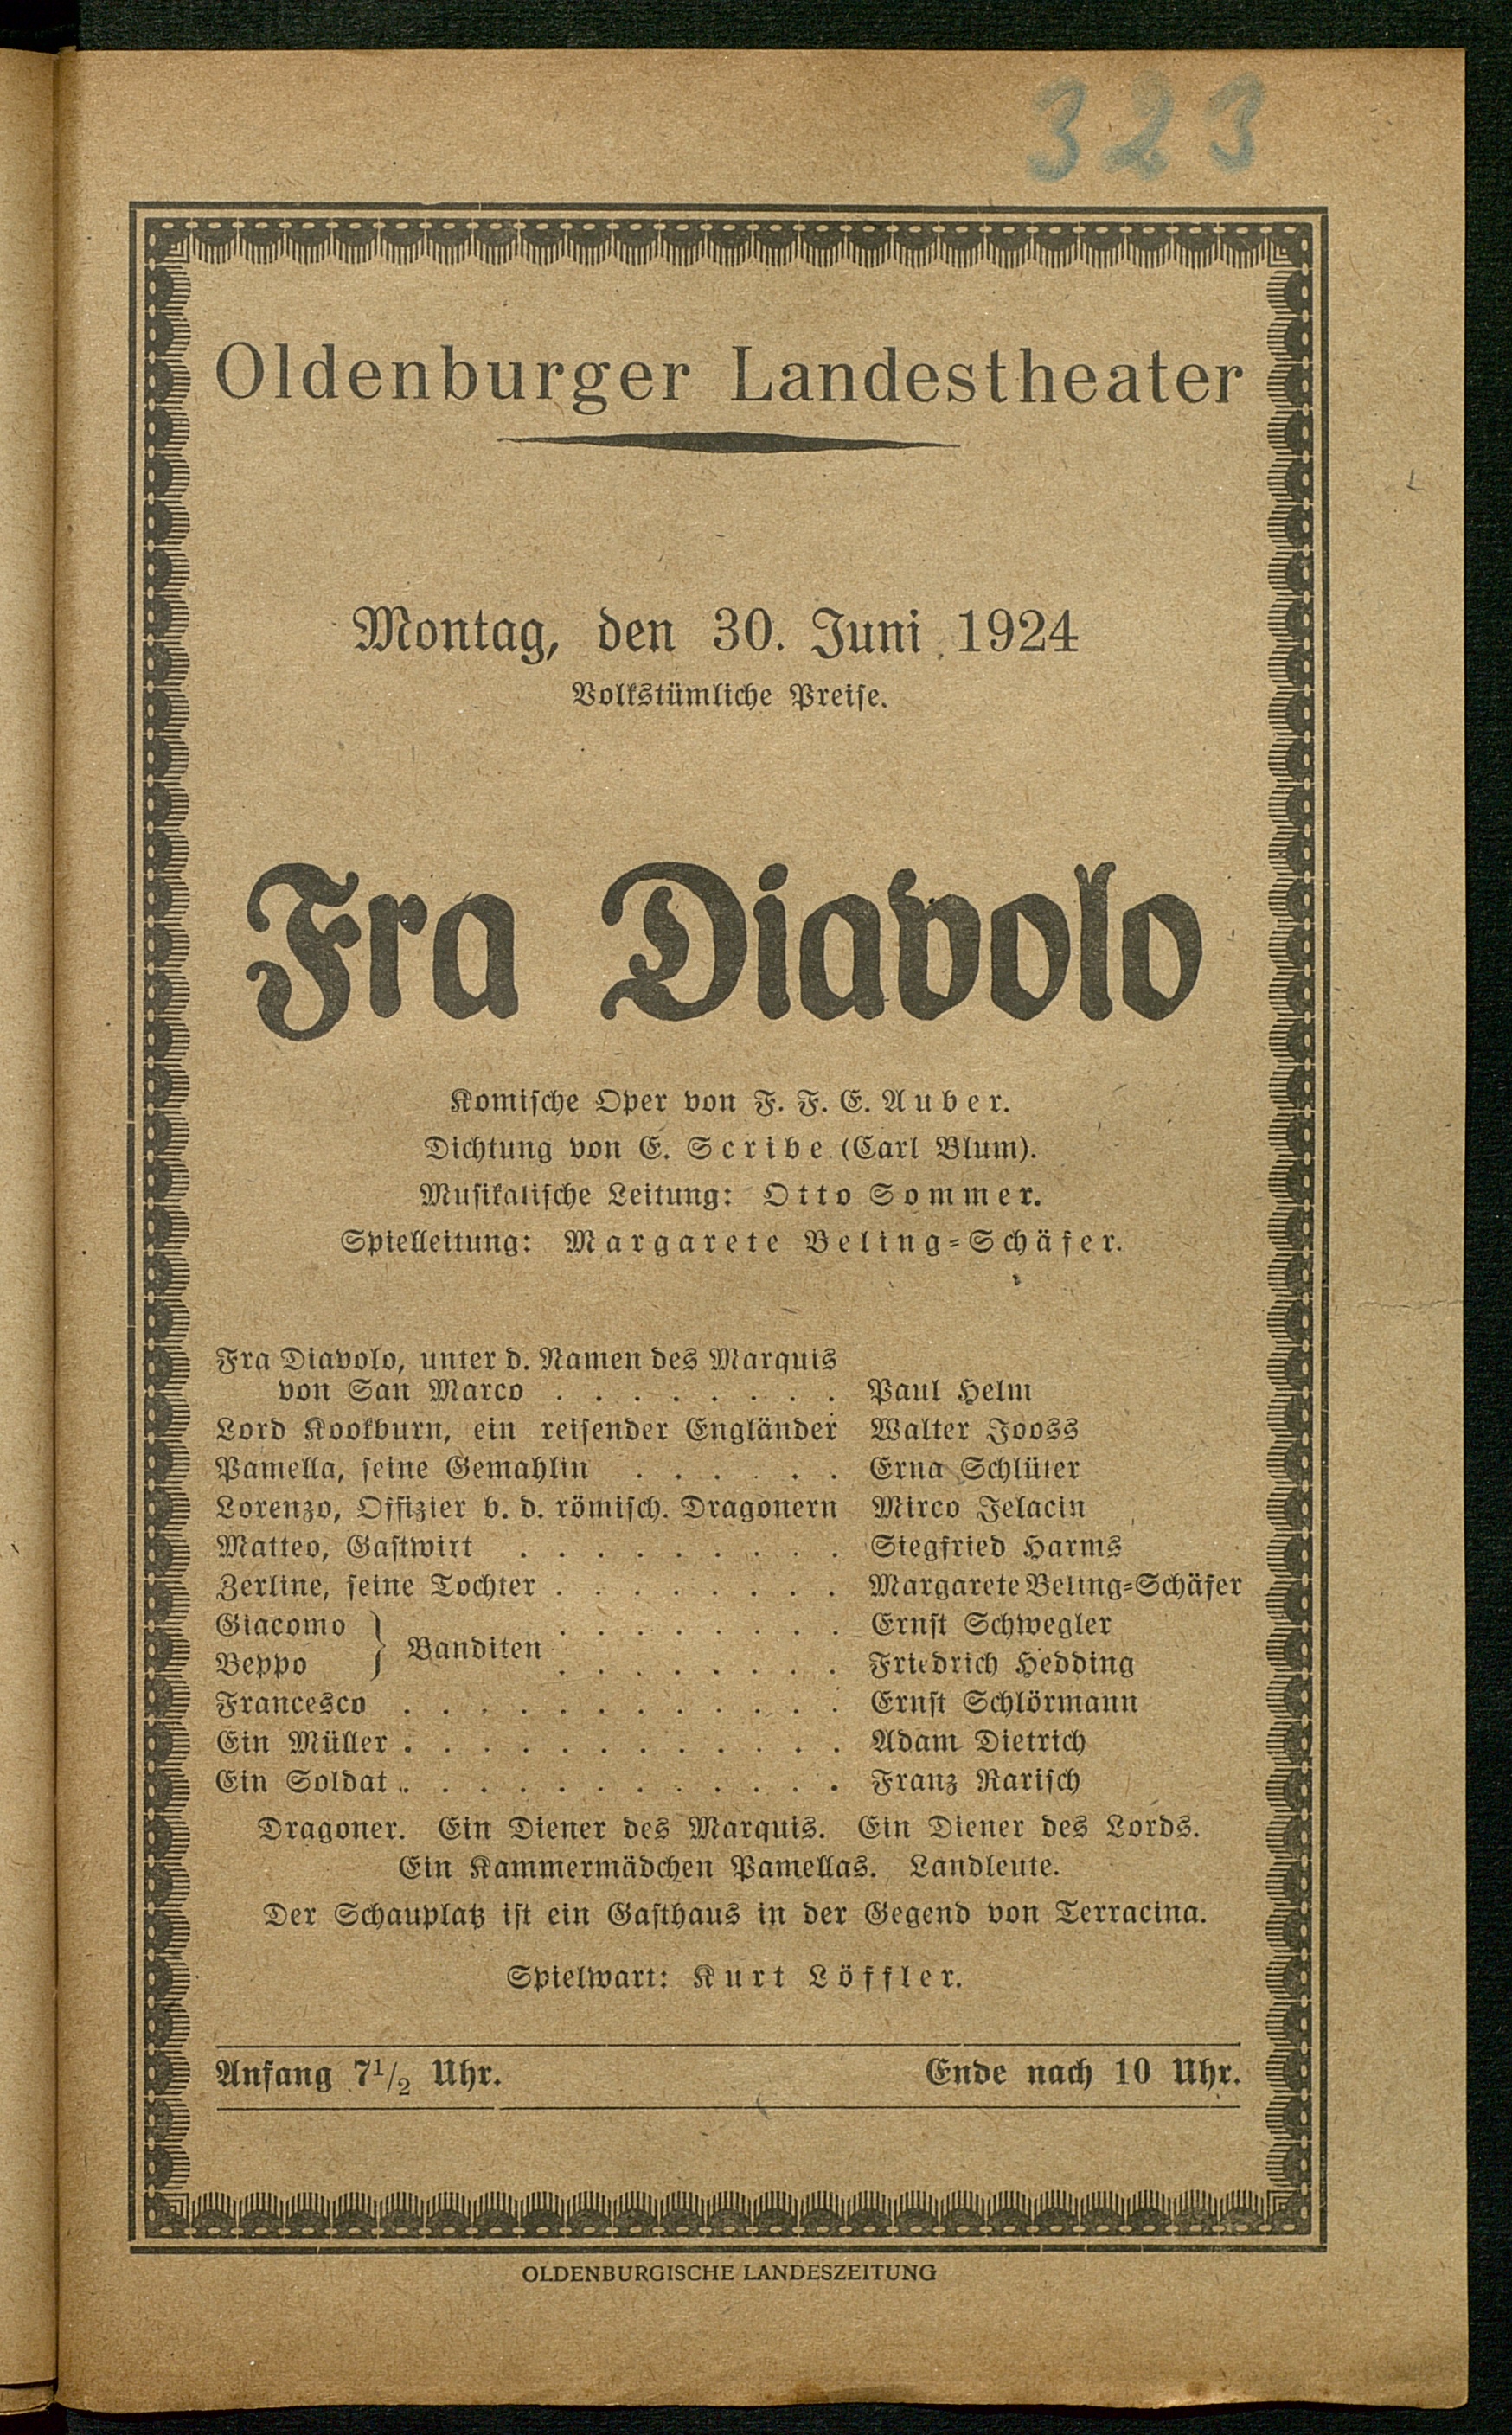 323
Oldenburger Landestheater
Montag, den 30. Juni 1924
Volkstümliche Preise.
Fra Diavolo
Komische Oper von F. F. E. Auber.
Dichtung von E. Scribe (Carl Blum).
Musikalische Leitung: Otto Sommer.
Spielleitung: Margarete Beling-Schäfer.
Fra Diavolo, unter d. Namen des Marquis
von San Marco . . . . . . . . Paul Helm
Lord Kookburn, ein reisender Engländer Walter Jooss
Pamella, seine Gemahlin . . . . . . Erna Schlüter
Lorenzo, Offizier b. d. römisch. Dragonern Mirco Jelacin
Matteo, Gastwirt . . . . . . . . . Siegfried Harms
Zerline, seine Tochter . . . . . . . . Margarete Beling-Schäfer
Giacomo } Banditen . . . . . . . . Ernst Schwegler
Beppo . . . . . . . . Friedrich Hedding
Francesco . . . . . . . . . . . . Ernst Schlörmann
Ein Müller . . . . . . . . . . . . Adam Dietrich
Ein Soldat . . . . . . . . . . . . Franz Rarisch
Dragoner. Ein Diener des Marquis. Ein Diener des Lords.
Ein Kammermädchen Pamellas. Landleute.
Der Schauplatz ist ein Gasthaus in der Gegend von Terracina.
Spielwart: Kurt Löffler.
Anfang 7 1/2 Uhr. Ende nach 10 Uhr.
OLDENBURGISCHE LANDESZEITUNG